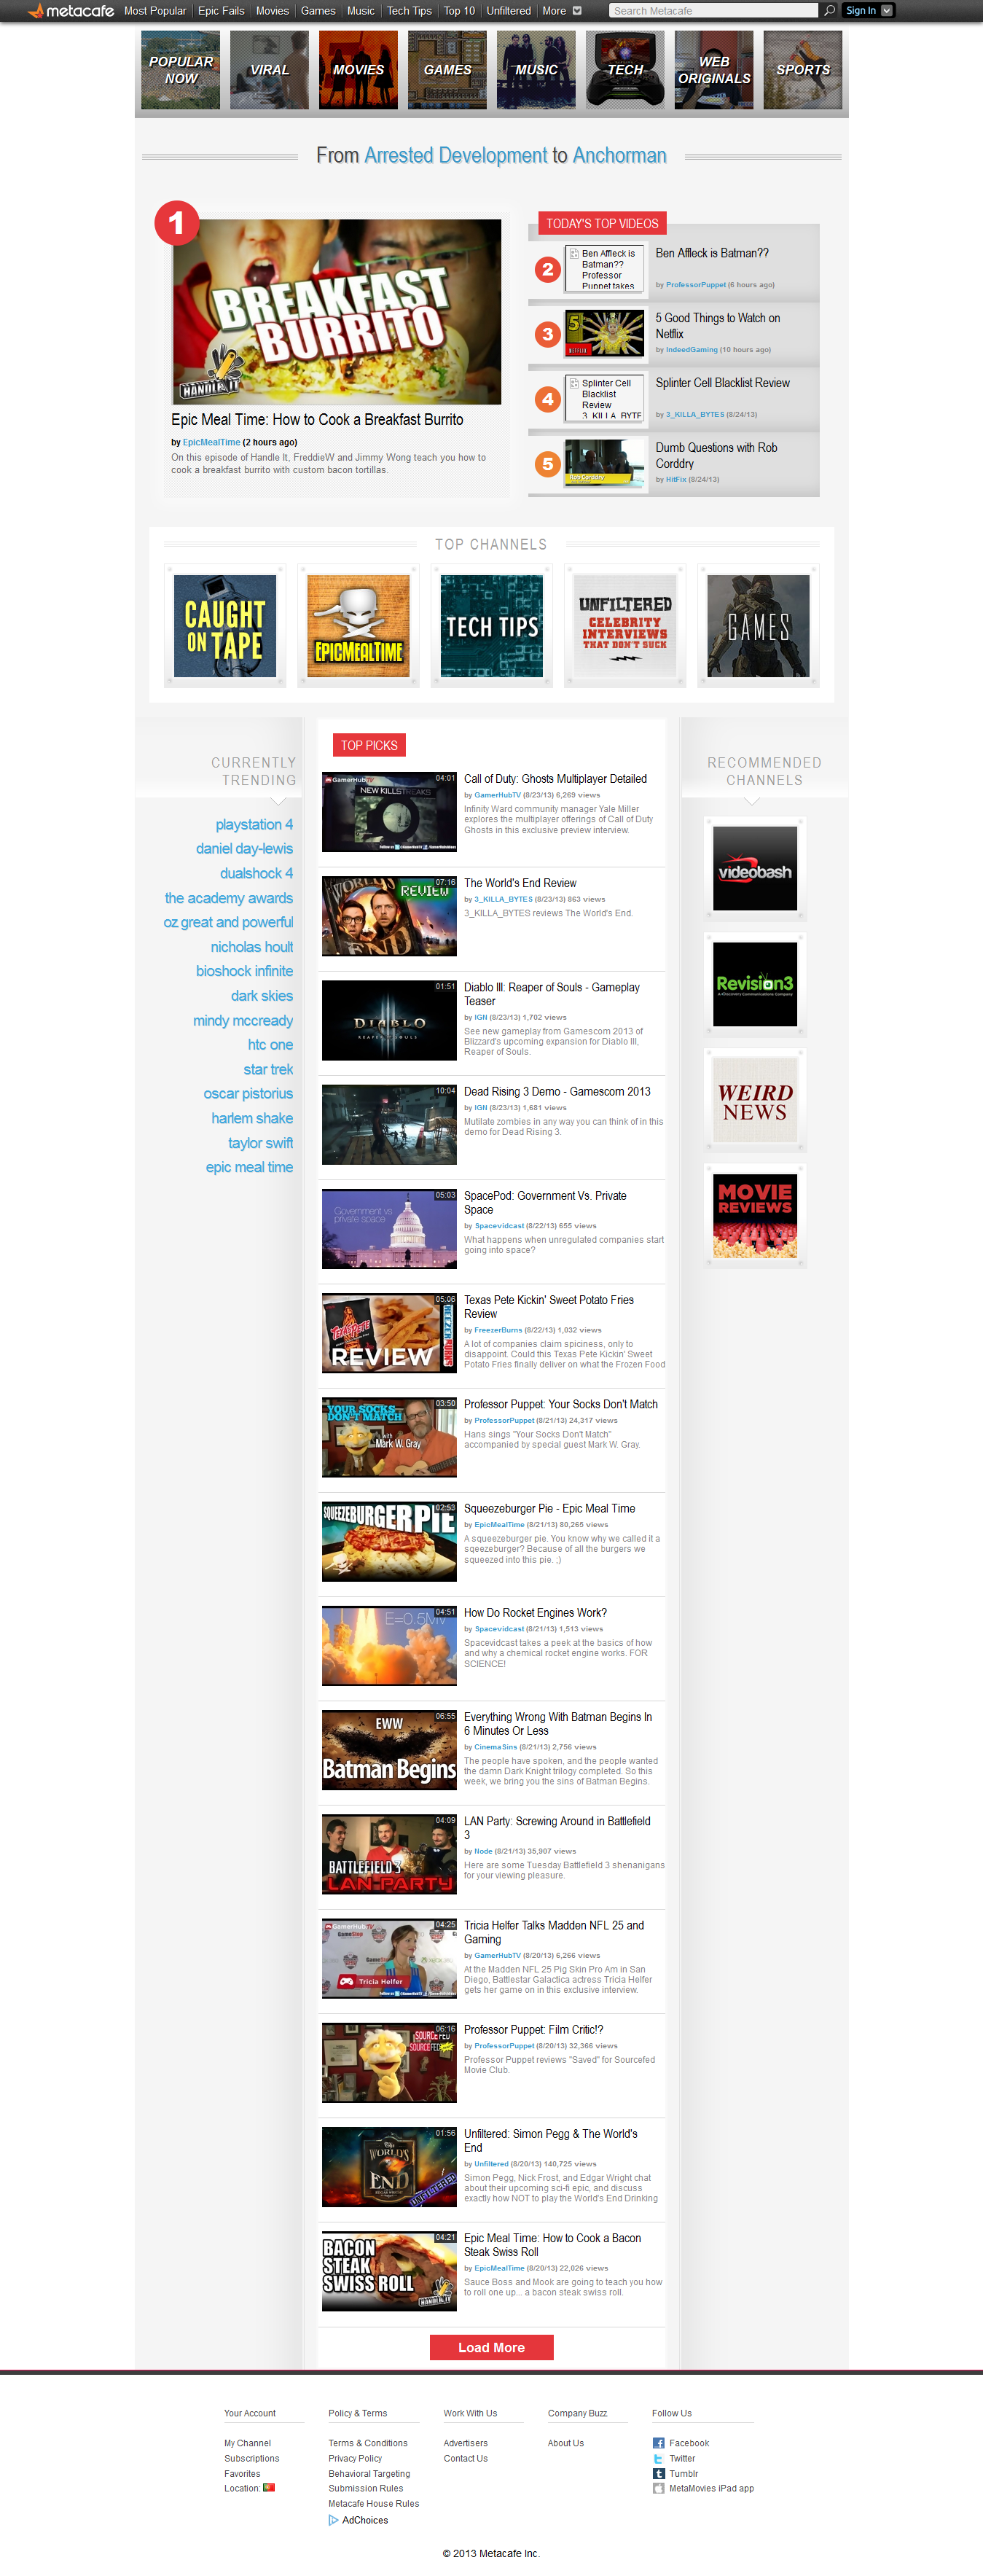 metacafe Most Popular Epic Fails Movies Games Music Tech Tips Top 10 Unfiltered More Search Metacafe Sign In
POPULAR NOW
VIRAL
MOVIES
GAMES
MUSIC
TECH
WEB ORIGINALS
SPORTS
From Arrested Development to Anchorman
1
BREAKFAST
BURRITO
HANDLE IT
Epic Meal Time: How to Cook a Breakfast Burrito
by EpicMealTime (2 hours ago)
On this episode of Handle It, FreddieW and Jimmy Wong teach you how to
cook a breakfast burrito with custom bacon tortillas.
TODAY'S TOP VIDEOS
2
Ben Affleck is
Batman??
Professor
Puppet takes
Ben Affleck is Batman??
by ProfessorPuppet (6 hours ago)
3
5
NETFLIX
5 Good Things to Watch on
Netflix
by IndeedGaming (10 hours ago)
4
Splinter Cell
Blacklist
Review
3_KILLA_BYTE
Splinter Cell Blacklist Review
by 3_KILLA_BYTES (8/24/13)
5
Rob Corddry
Dumb Questions with Rob
Corddry
by HitFix (8/24/13)
TOP CHANNELS
CAUGHT
ON TAPE
EPICMEALTIME
TECH TIPS
UNFILTERED
CELEBRITY
INTERVIEWS
THAT DON'T SUCK
GAMES
CURRENTLY
TRENDING
playstation 4
daniel day-lewis
dualshock 4
the academy awards
oz great and powerful
nicholas hoult
bioshock infinite
dark skies
mindy mccready
htc one
star trek
oscar pistorius
harlem shake
taylor swift
epic meal time
TOP PICKS
GamerHubTV
04:01
NEW KILLSTREAKS
Call of Duty: Ghosts Multiplayer Detailed
by GamerHubTV (8/23/13) 6,269 views
Infinity Ward community manager Yale Miller
explores the multiplayer offerings of Call of Duty
Ghosts in this exclusive preview interview.
07:16
WORLD'S
REVIEW
END
The World's End Review
by 3_KILLA_BYTES (8/23/13) 863 views
3_KILLA_BYTES reviews The World's End.
01:51
DIABLO
REAPER OF SOULS
Diablo III: Reaper of Souls - Gameplay
Teaser
by IGN (8/23/13) 1,702 views
See new gameplay from Gamescom 2013 of
Blizzard's upcoming expansion for Diablo III,
Reaper of Souls.
10:04
Dead Rising 3 Demo - Gamescom 2013
by IGN (8/23/13) 1,681 views
Mutilate zombies in any way you can think of in this
demo for Dead Rising 3.
05:03
Government vs
private space
SpacePod: Government Vs. Private
Space
by Spacevidcast (8/22/13) 655 views
What happens when unregulated companies start
going into space?
05:06
TEXAS PETE
FREEZER BURNS
REVIEW
Texas Pete Kickin' Sweet Potato Fries
Review
by FreezerBurns (8/22/13) 1,032 views
A lot of companies claim spiciness, only to
disappoint. Could this Texas Pete Kickin' Sweet
Potato Fries finally deliver on what the Frozen Food
03:50
YOUR SOCKS
DON'T MATCH
with
Mark W. Gray
Professor Puppet: Your Socks Don't Match
by ProfessorPuppet (8/21/13) 24,317 views
Hans sings "Your Socks Don't Match"
accompanied by special guest Mark W. Gray.
02:53
SQUEEZEBURGERPIE
Squeezeburger Pie - Epic Meal Time
by EpicMealTime (8/21/13) 80,265 views
A squeezeburger pie. You know why we called it a
sqeezeburger? Because of all the burgers we
squeezed into this pie. ;)
04:51
E=0.5MV
How Do Rocket Engines Work?
by Spacevidcast (8/21/13) 1,513 views
Spacevidcast takes a peek at the basics of how
and why a chemical rocket engine works. FOR
SCIENCE!
06:55
EWW
Batman Begins
Everything Wrong With Batman Begins In
6 Minutes Or Less
by CinemaSins (8/21/13) 2,756 views
The people have spoken, and the people wanted
the damn Dark Knight trilogy completed. So this
week, we bring you the sins of Batman Begins.
04:09
BATTLEFIELD 3
LAN PARTY
LAN Party: Screwing Around in Battlefield
3
by Node (8/21/13) 35,907 views
Here are some Tuesday Battlefield 3 shenanigans
for your viewing pleasure.
GamerHubTV
04:25
GameStop
Tricia Helfer
Tricia Helfer Talks Madden NFL 25 and
Gaming
by GamerHubTV (8/20/13) 6,266 views
At the Madden NFL 25 Pig Skin Pro Am in San
Diego, Battlestar Galactica actress Tricia Helfer
gets her game on in this exclusive interview.
06:16
SOURCEFED
SOURCEFED
Professor Puppet: Film Critic!?
by ProfessorPuppet (8/20/13) 32,366 views
Professor Puppet reviews "Saved" for Sourcefed
Movie Club.
01:56
The
WORLD'S
END
UNFILTERED
Unfiltered: Simon Pegg & The World's
End
by Unfiltered (8/20/13) 140,725 views
Simon Pegg, Nick Frost, and Edgar Wright chat
about their upcoming sci-fi epic, and discuss
exactly how NOT to play the World's End Drinking
04:21
BACON
STEAK
SWISS ROLL
HANDLE IT
Epic Meal Time: How to Cook a Bacon
Steak Swiss Roll
by EpicMealTime (8/20/13) 22,026 views
Sauce Boss and Mook are going to teach you how
to roll one up... a bacon steak swiss roll.
Load More
RECOMMENDED
CHANNELS
videobash
Revision3
A Discovery Communications Company
WEIRD
NEWS
MOVIE
REVIEWS
Your Account
My Channel
Subscriptions
Favorites
Location:
Policy & Terms
Terms & Conditions
Privacy Policy
Behavioral Targeting
Submission Rules
Metacafe House Rules
AdChoices
Work With Us
Advertisers
Contact Us
Company Buzz
About Us
Follow Us
Facebook
Twitter
Tumblr
MetaMovies iPad app
© 2013 Metacafe Inc.